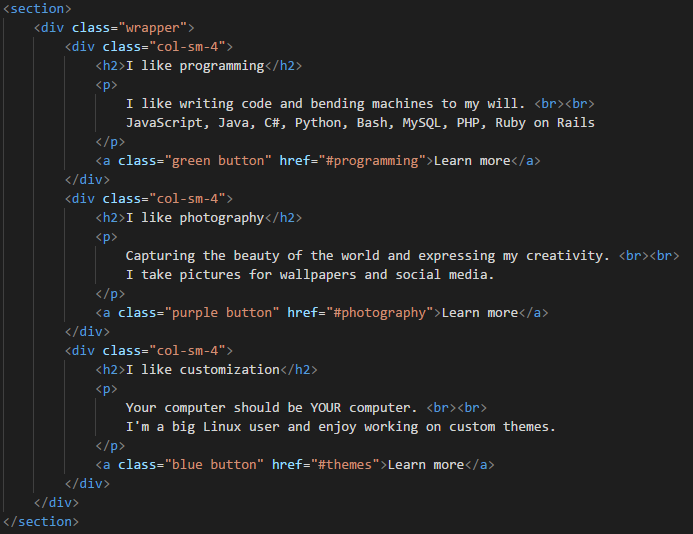 <section>
<div class="wrapper">
<div class="col-sm-4">
<h2>I like programming</h2>
<p>
I like writing code and bending machines to my will. <br><br>
JavaScript, Java, C#, Python, Bash, MySQL, PHP, Ruby on Rails
</p>
<a class="green button" href="#programming">Learn more</a>
</div>
<div class="col-sm-4">
<h2>I like photography</h2>
<p>
Capturing the beauty of the world and expressing my creativity. <br><br>
I take pictures for wallpapers and social media.
</p>
<a class="purple button" href="#photography">Learn more</a>
</div>
<div class="col-sm-4">
<h2>I like customization</h2>
<p>
Your computer should be YOUR computer. <br><br>
I'm a big Linux user and enjoy working on custom themes.
</p>
<a class="blue button" href="#themes">Learn more</a>
</div>
</div>
</section>